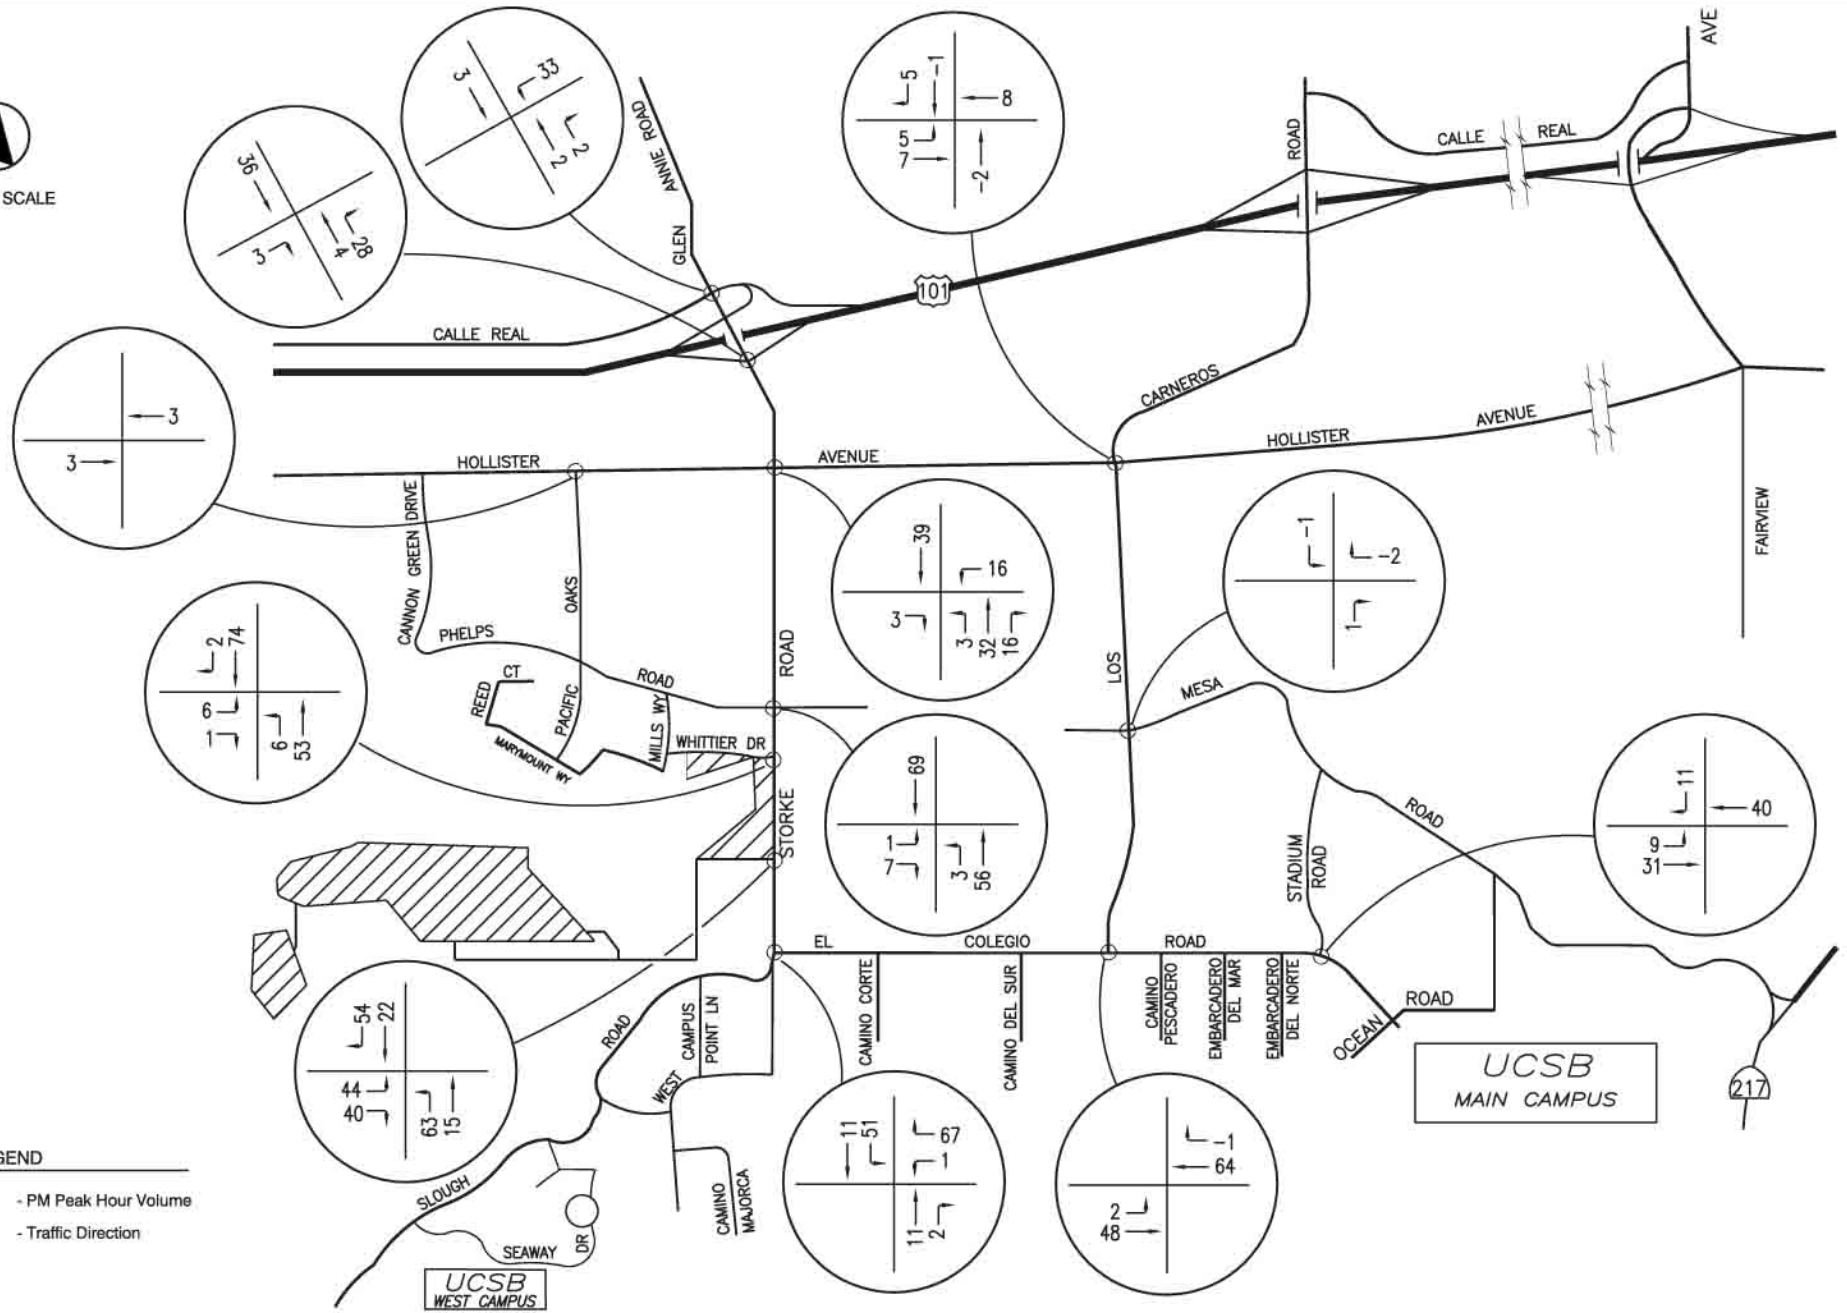 SCALE
3
33
2
2
36
3
4
28
5
-1
8
5
7
-2
3
3
39
16
3
3
32
16
-1
-2
1
2
74
6
1
6
53
69
1
7
3
56
11
40
9
31
54
22
44
40
63
15
11
51
67
1
11
2
-1
64
2
48
GLEN ANNIE ROAD
CALLE REAL
101
ROAD
CALLE REAL
AVE
LOS CARNEROS
HOLLISTER AVENUE
HOLLISTER AVENUE
FAIRVIEW
CANNON GREEN DRIVE
PACIFIC OAKS
PHELPS ROAD
REED CT
MARYMOUNT WY
MILLS WY
WHITTIER DR
STORKE ROAD
MESA ROAD
STADIUM
ROAD
EL COLEGIO ROAD
CAMINO CORTE
CAMINO DEL SUR
CAMINO
PESCADERO
EMBARCADERO
DEL MAR
EMBARCADERO
DEL NORTE
OCEAN ROAD
CAMPUS
POINT LN
SLOUGH ROAD
WEST
CAMINO
MAJORCA
SEAWAY DR
UCSB
WEST CAMPUS
UCSB
MAIN CAMPUS
217
GEND
- PM Peak Hour Volume
- Traffic Direction